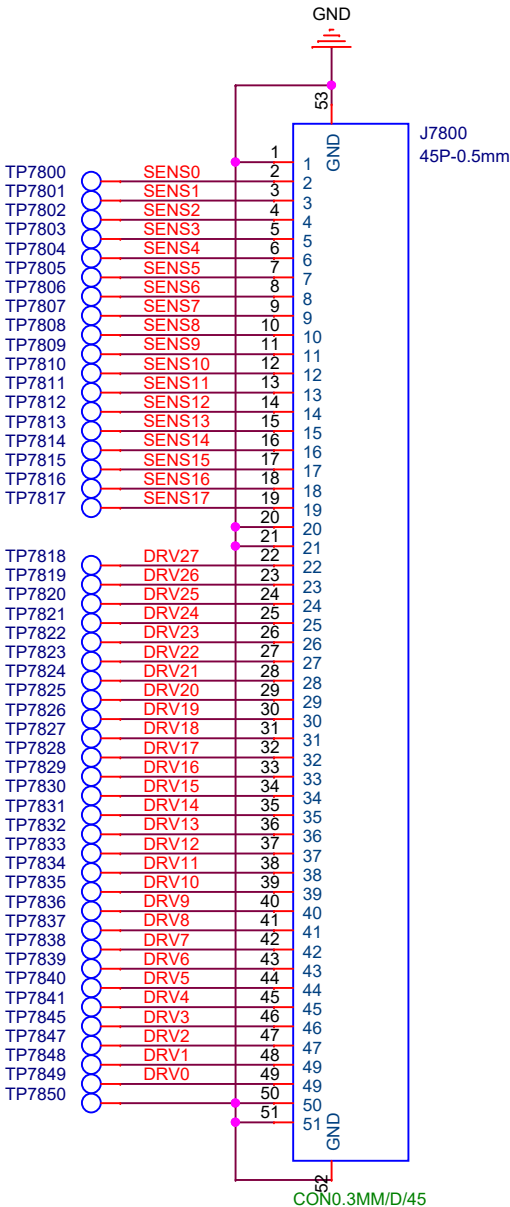 GND
53
GND
J7800
45P-0.5mm
1 1
TP7800 SENS0 2 2
TP7801 SENS1 3 3
TP7802 SENS2 4 4
TP7803 SENS3 5 5
TP7804 SENS4 6 6
TP7805 SENS5 7 7
TP7806 SENS6 8 8
TP7807 SENS7 9 9
TP7808 SENS8 10 10
TP7809 SENS9 11 11
TP7810 SENS10 12 12
TP7811 SENS11 13 13
TP7812 SENS12 14 14
TP7813 SENS13 15 15
TP7814 SENS14 16 16
TP7815 SENS15 17 17
TP7816 SENS16 18 18
TP7817 SENS17 19 19
20 20
21 21
TP7818 DRV27 22 22
TP7819 DRV26 23 23
TP7820 DRV25 24 24
TP7821 DRV24 25 25
TP7822 DRV23 26 26
TP7823 DRV22 27 27
TP7824 DRV21 28 28
TP7825 DRV20 29 29
TP7826 DRV19 30 30
TP7827 DRV18 31 31
TP7828 DRV17 32 32
TP7829 DRV16 33 33
TP7830 DRV15 34 34
TP7831 DRV14 35 35
TP7832 DRV13 36 36
TP7833 DRV12 37 37
TP7834 DRV11 38 38
TP7835 DRV10 39 39
TP7836 DRV9 40 40
TP7837 DRV8 41 41
TP7838 DRV7 42 42
TP7839 DRV6 43 43
TP7840 DRV5 44 44
TP7841 DRV4 45 45
TP7845 DRV3 46 46
TP7847 DRV2 47 47
TP7848 DRV1 48 49
TP7849 DRV0 49 49
TP7850 50 50
51 51
GND
52
CON0.3MM/D/45